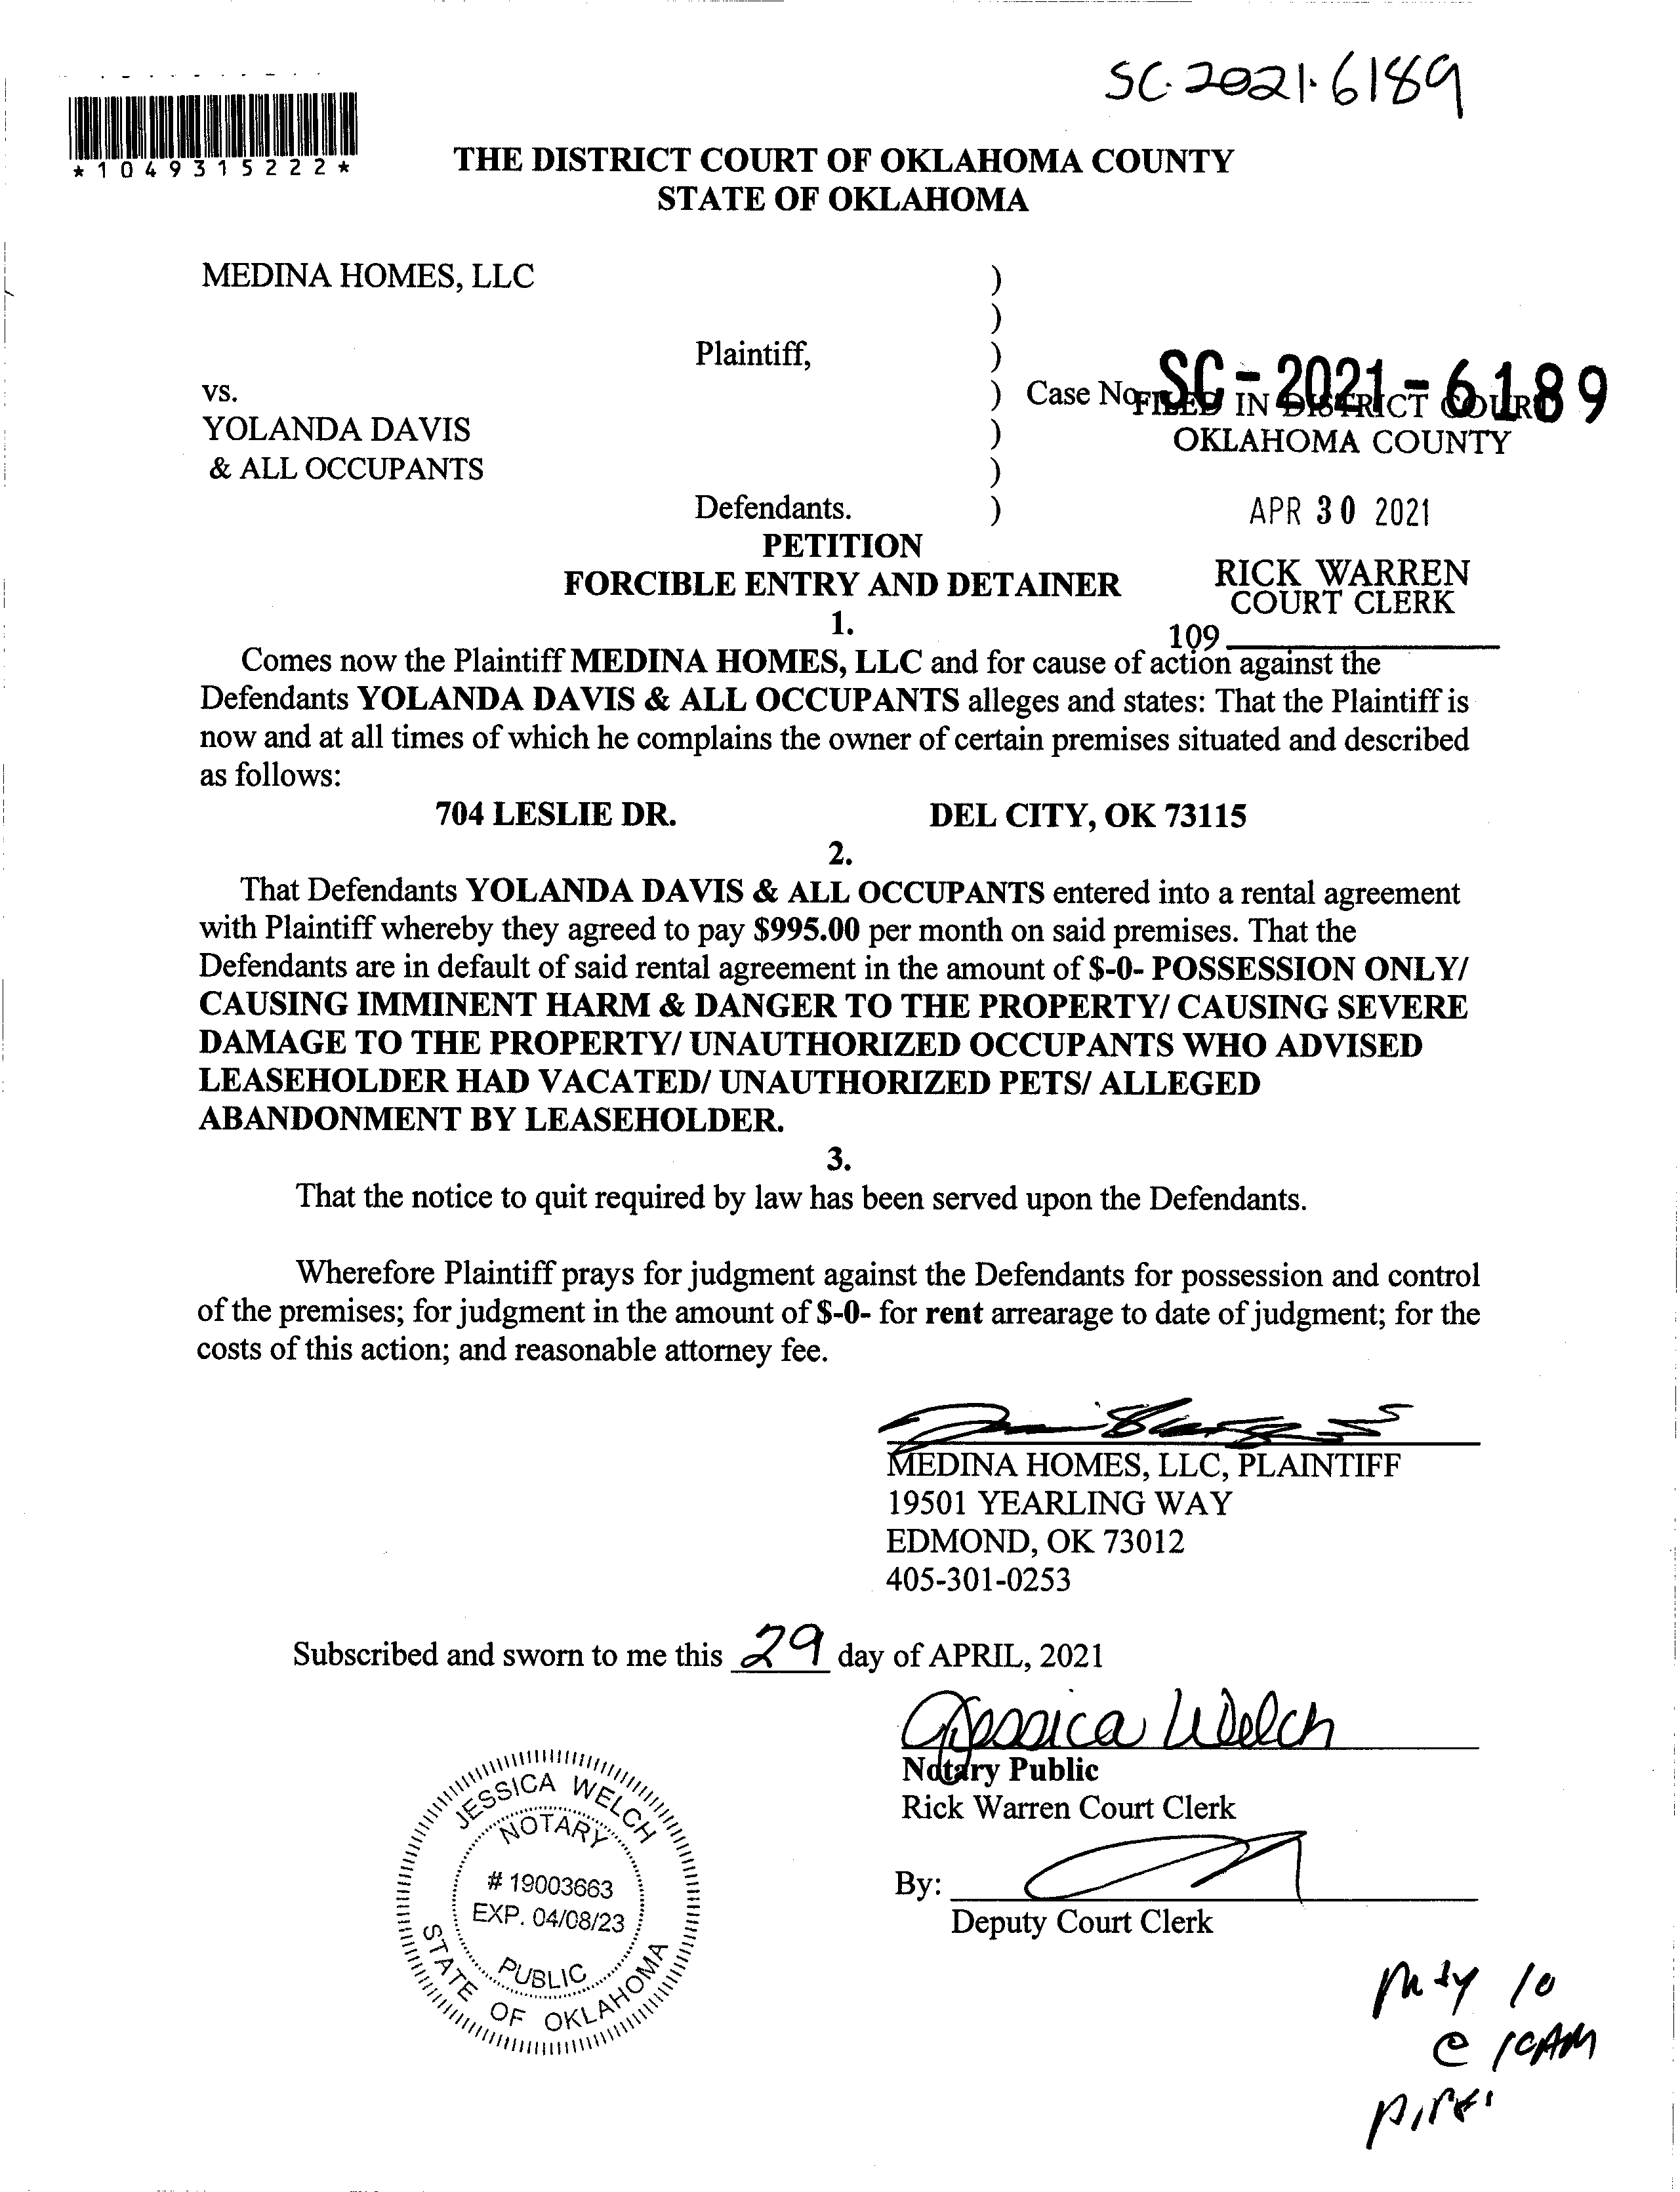 SC-2021-6189
*1049315222*
THE DISTRICT COURT OF OKLAHOMA COUNTY
STATE OF OKLAHOMA
MEDINA HOMES, LLC )
)
Plaintiff, )
vs. ) Case No. SC-2021-6189
FILED IN DISTRICT COURT
YOLANDA DAVIS )
OKLAHOMA COUNTY
& ALL OCCUPANTS )
Defendants. )
APR 30 2021
PETITION
FORCIBLE ENTRY AND DETAINER
RICK WARREN
COURT CLERK
1.
109
Comes now the Plaintiff MEDINA HOMES, LLC and for cause of action against the
Defendants YOLANDA DAVIS & ALL OCCUPANTS alleges and states: That the Plaintiff is
now and at all times of which he complains the owner of certain premises situated and described
as follows:
704 LESLIE DR. DEL CITY, OK 73115
2.
That Defendants YOLANDA DAVIS & ALL OCCUPANTS entered into a rental agreement
with Plaintiff whereby they agreed to pay $995.00 per month on said premises. That the
Defendants are in default of said rental agreement in the amount of $-0- POSSESSION ONLY/
CAUSING IMMINENT HARM & DANGER TO THE PROPERTY/ CAUSING SEVERE
DAMAGE TO THE PROPERTY/ UNAUTHORIZED OCCUPANTS WHO ADVISED
LEASEHOLDER HAD VACATED/ UNAUTHORIZED PETS/ ALLEGED
ABANDONMENT BY LEASEHOLDER.
3.
That the notice to quit required by law has been served upon the Defendants.
Wherefore Plaintiff prays for judgment against the Defendants for possession and control
of the premises; for judgment in the amount of $-0- for rent arrearage to date of judgment; for the
costs of this action; and reasonable attorney fee.
MEDINA HOMES, LLC, PLAINTIFF
19501 YEARLING WAY
EDMOND, OK 73012
405-301-0253
Subscribed and sworn to me this 29 day of APRIL, 2021
Jessica Welch
Notary Public
Rick Warren Court Clerk
By:
Deputy Court Clerk
JESSICA WELCH
NOTARY
# 19003663
EXP. 04/08/23
PUBLIC
STATE OF OKLAHOMA
MAY 10
@ 10AM